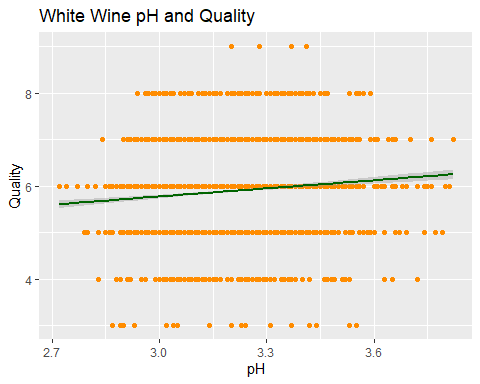 White Wine pH and Quality
Quality
8
6
4
2.7 3.0 3.3 3.6
pH